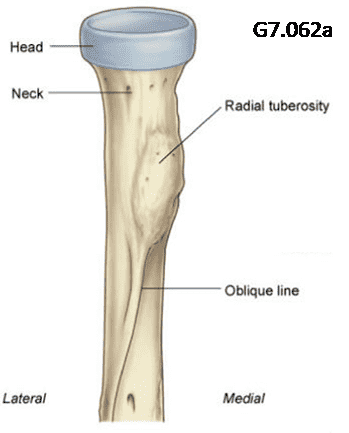 G7.062a
Head
Neck
Radial tuberosity
Oblique line
Lateral
Medial